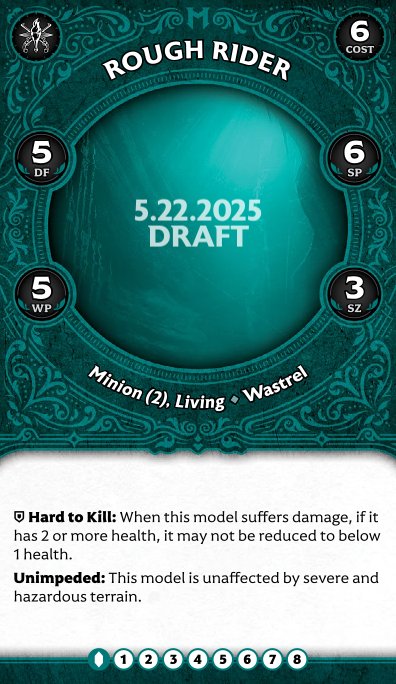 ROUGH RIDER
6
COST
5
DF
6
SP
5.22.2025
DRAFT
5
WP
3
SZ
Minion (2), Living • Wastrel
Hard to Kill: When this model suffers damage, if it
has 2 or more health, it may not be reduced to below
1 health.
Unimpeded: This model is unaffected by severe and
hazardous terrain.
1 2 3 4 5 6 7 8